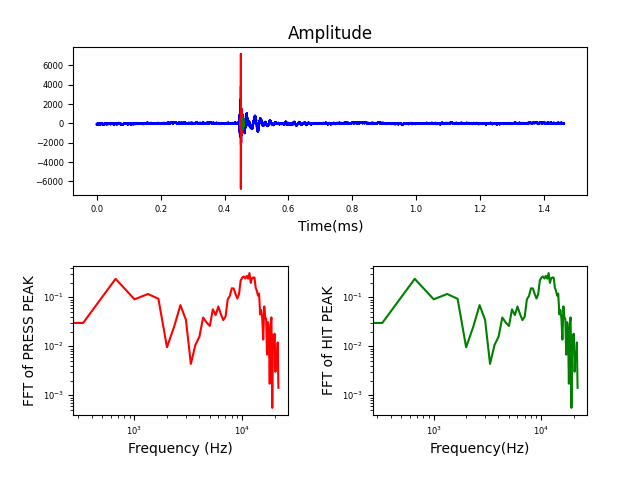 Amplitude
6000
4000
2000
0
−2000
−4000
−6000
0.0 0.2 0.4 0.6 0.8 1.0 1.2 1.4
Time(ms)
FFT of PRESS PEAK
10⁻¹
10⁻²
10⁻³
10³ 10⁴
Frequency (Hz)
FFT of HIT PEAK
10⁻¹
10⁻²
10⁻³
10³ 10⁴
Frequency(Hz)